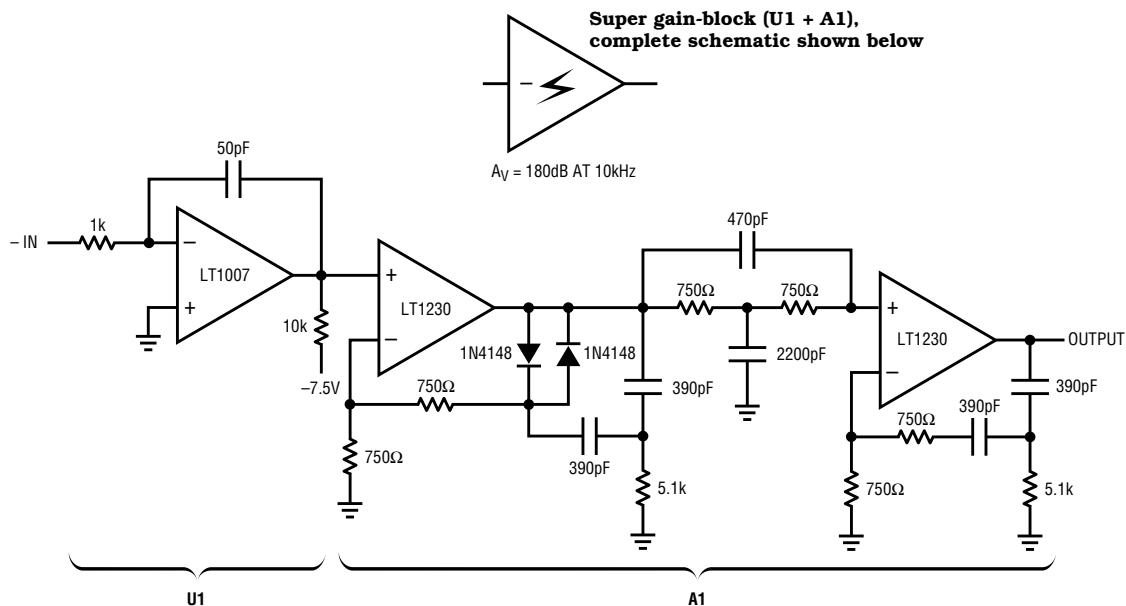 Super gain-block (U1 + A1),
complete schematic shown below
−
AV = 180dB AT 10kHz
50pF
– IN
1k
−
LT1007
+
10k
–7.5V
+
LT1230
−
1N4148
1N4148
750Ω
750Ω
390pF
390pF
5.1k
470pF
750Ω
750Ω
2200pF
+
LT1230
−
OUTPUT
390pF
750Ω
390pF
750Ω
5.1k
U1
A1